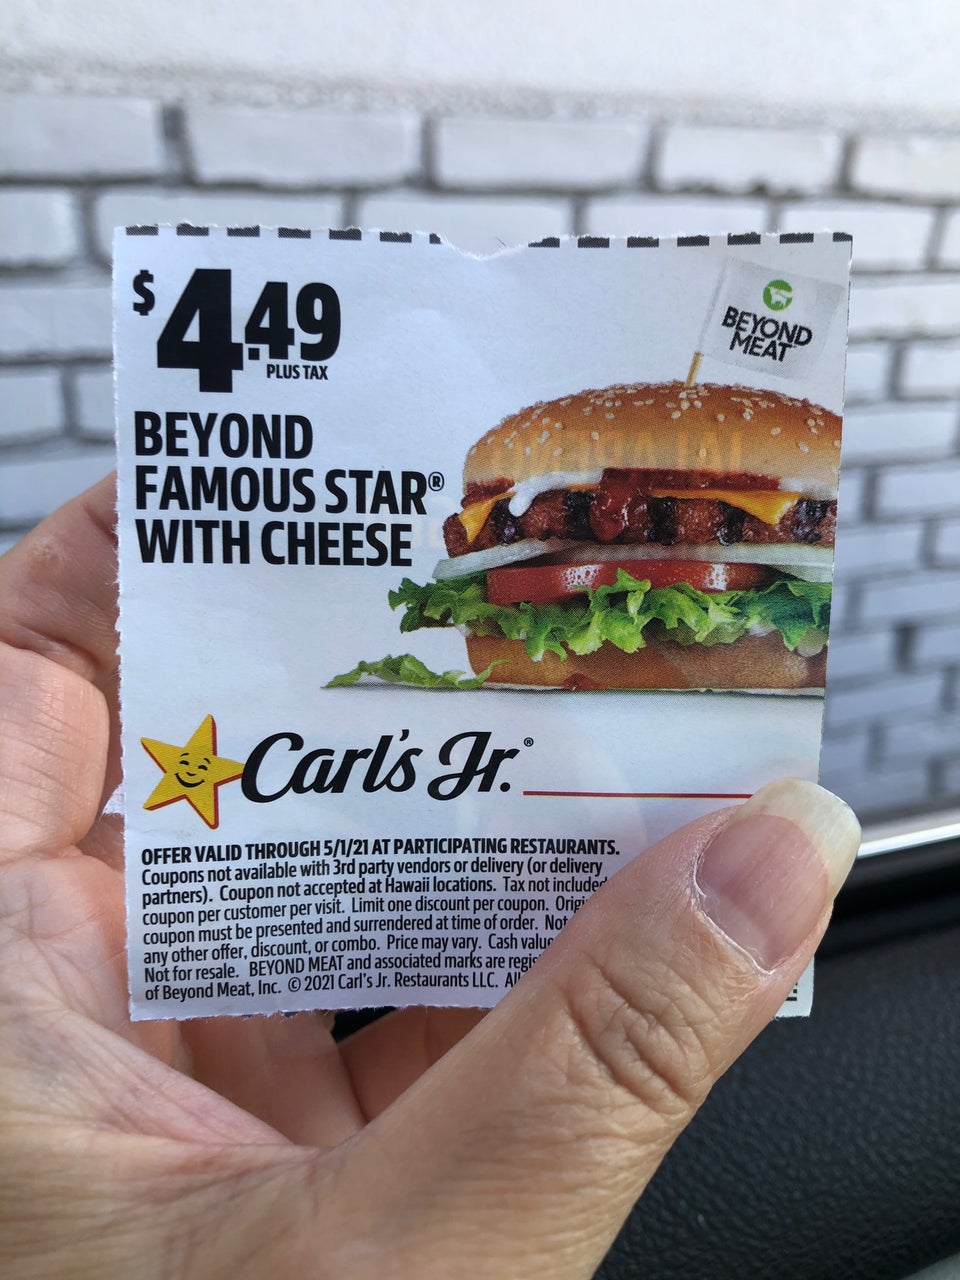 $4.49
PLUS TAX
BEYOND MEAT
BEYOND
FAMOUS STAR®
WITH CHEESE
Carl's Jr.®
OFFER VALID THROUGH 5/1/21 AT PARTICIPATING RESTAURANTS.
Coupons not available with 3rd party vendors or delivery (or delivery
partners). Coupon not accepted at Hawaii locations. Tax not included
coupon per customer per visit. Limit one discount per coupon.
coupon must be presented and surrendered at time of order. Not
any other offer, discount, or combo. Price may vary. Cash value
Not for resale. BEYOND MEAT and associated marks are
of Beyond Meat, Inc. © 2021 Carl's Jr. Restaurants LLC.